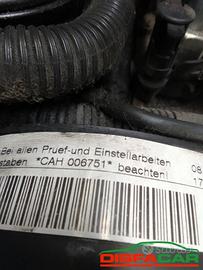 Bei allen Pruef-und Einstellarbeiten 08
staben *CAH 006751* beachten! 17
DISFACAR